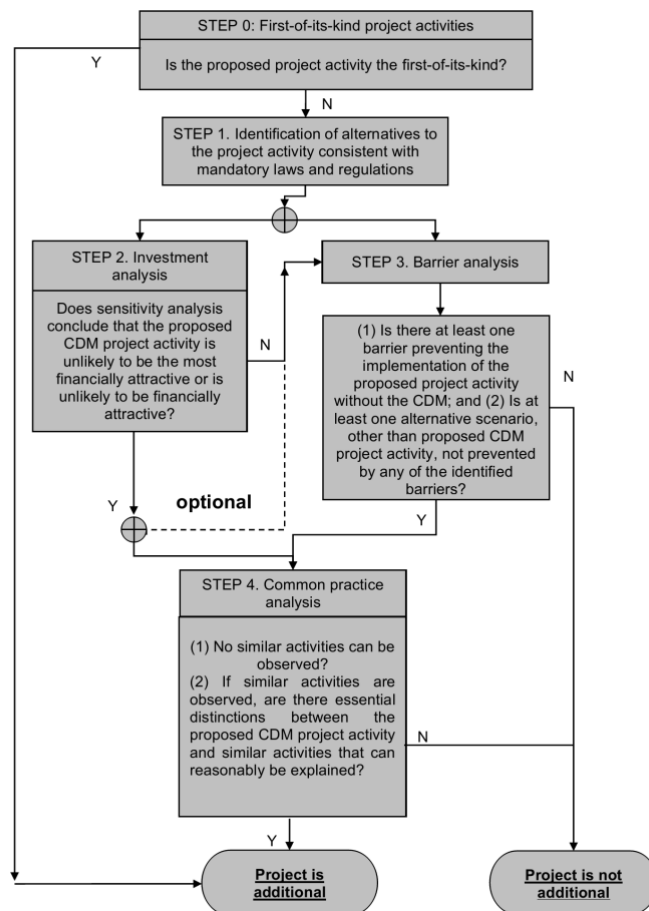 STEP 0: First-of-its-kind project activities
Y
Is the proposed project activity the first-of-its-kind?
N
STEP 1. Identification of alternatives to
the project activity consistent with
mandatory laws and regulations
STEP 2. Investment
analysis
Does sensitivity analysis
conclude that the proposed
CDM project activity is
unlikely to be the most
financially attractive or is
unlikely to be financially
attractive?
N
Y
optional
STEP 3. Barrier analysis
(1) Is there at least one
barrier preventing the
implementation of the
proposed project activity
without the CDM; and (2) Is at
least one alternative scenario,
other than proposed CDM
project activity, not prevented
by any of the identified
barriers?
N
Y
STEP 4. Common practice
analysis
(1) No similar activities can be
observed?
(2) If similar activities are
observed, are there essential
distinctions between the
proposed CDM project activity
and similar activities that can
reasonably be explained?
N
Y
Project is
additional
Project is not
additional